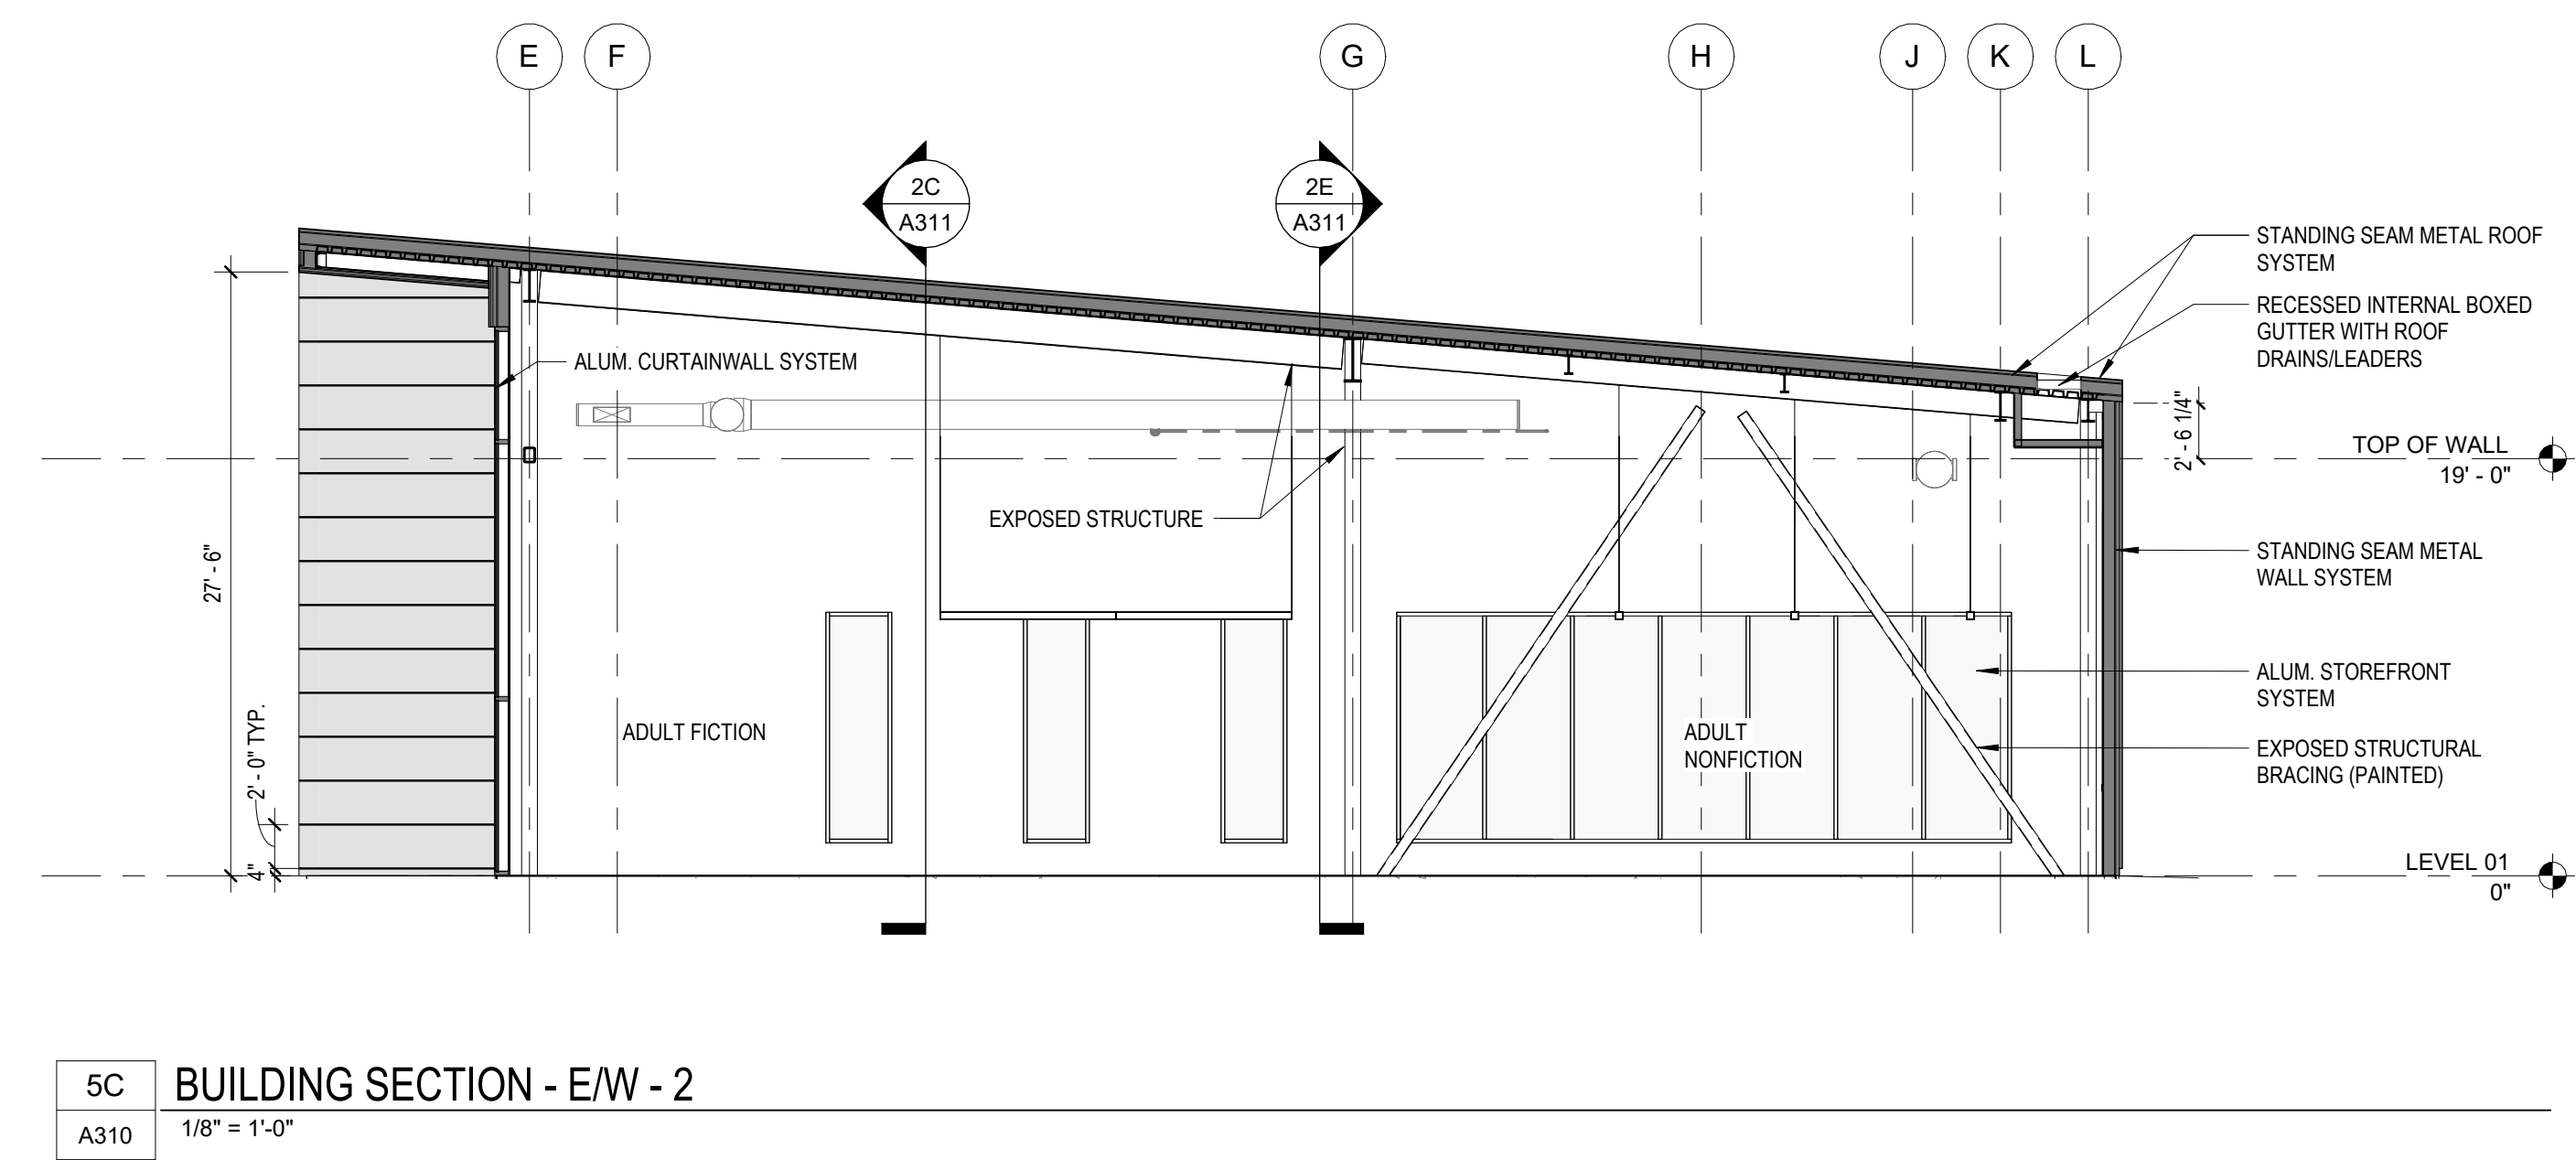 E F G H J K L
2C
A311
2E
A311
STANDING SEAM METAL ROOF
SYSTEM
RECESSED INTERNAL BOXED
GUTTER WITH ROOF
DRAINS/LEADERS
ALUM. CURTAINWALL SYSTEM
2' - 6 1/4"
TOP OF WALL
19' - 0"
EXPOSED STRUCTURE
27' - 6"
STANDING SEAM METAL
WALL SYSTEM
ALUM. STOREFRONT
SYSTEM
2' - 0" TYP.
ADULT FICTION
ADULT
NONFICTION
EXPOSED STRUCTURAL
BRACING (PAINTED)
4"
LEVEL 01
0"
5C
A310
BUILDING SECTION - E/W - 2
1/8" = 1'-0"